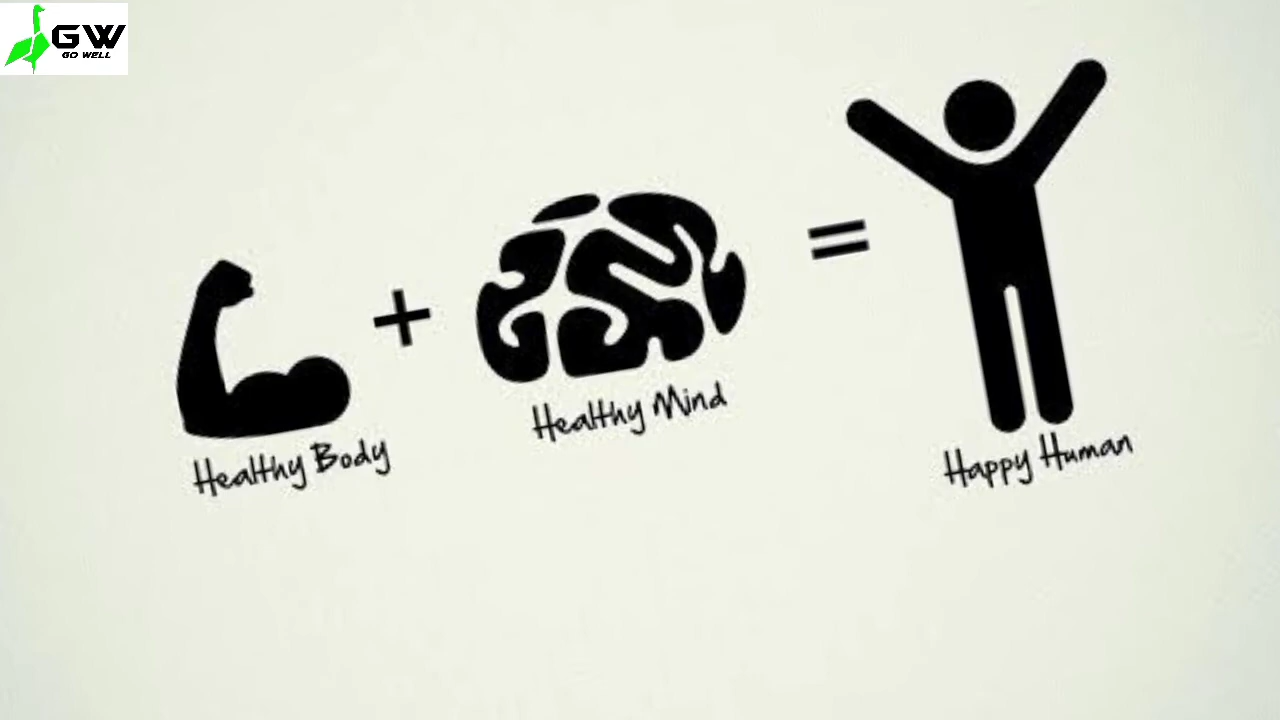 GW
GO WELL
+
=
Healthy Body
Healthy Mind
Happy Human